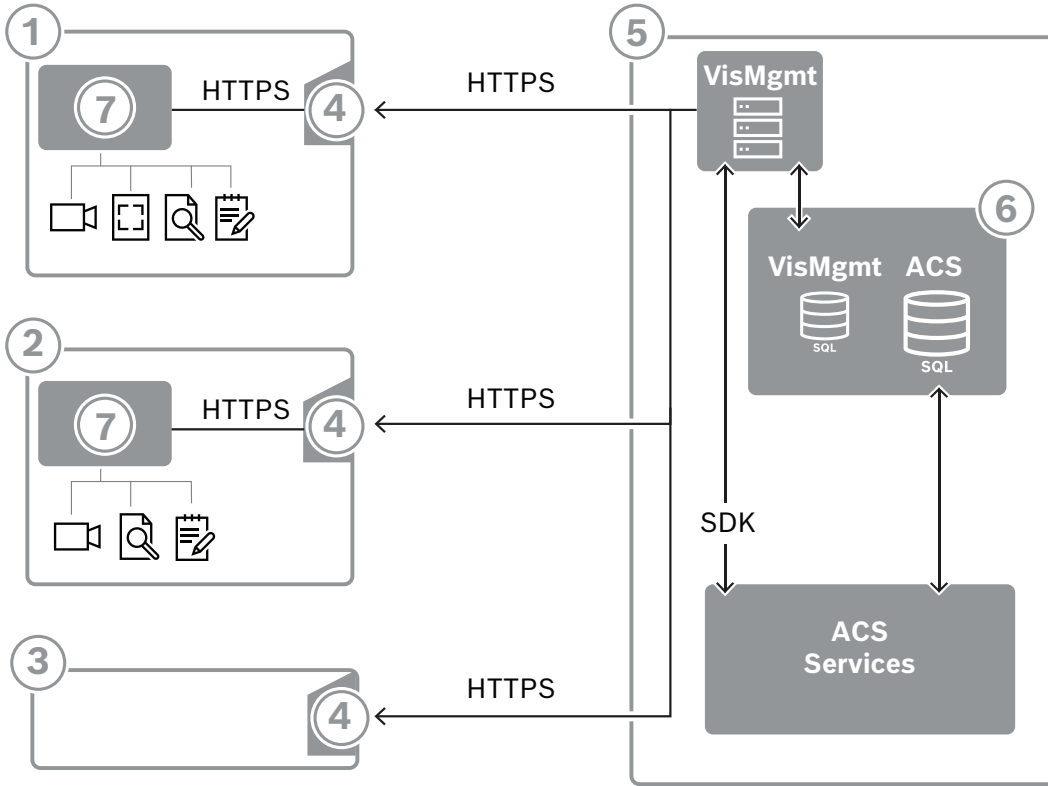 1
5
VisMgmt
HTTPS
7
HTTPS
4
6
VisMgmt
ACS
SQL
SQL
2
7
HTTPS
4
HTTPS
SDK
ACS
Services
3
4
HTTPS